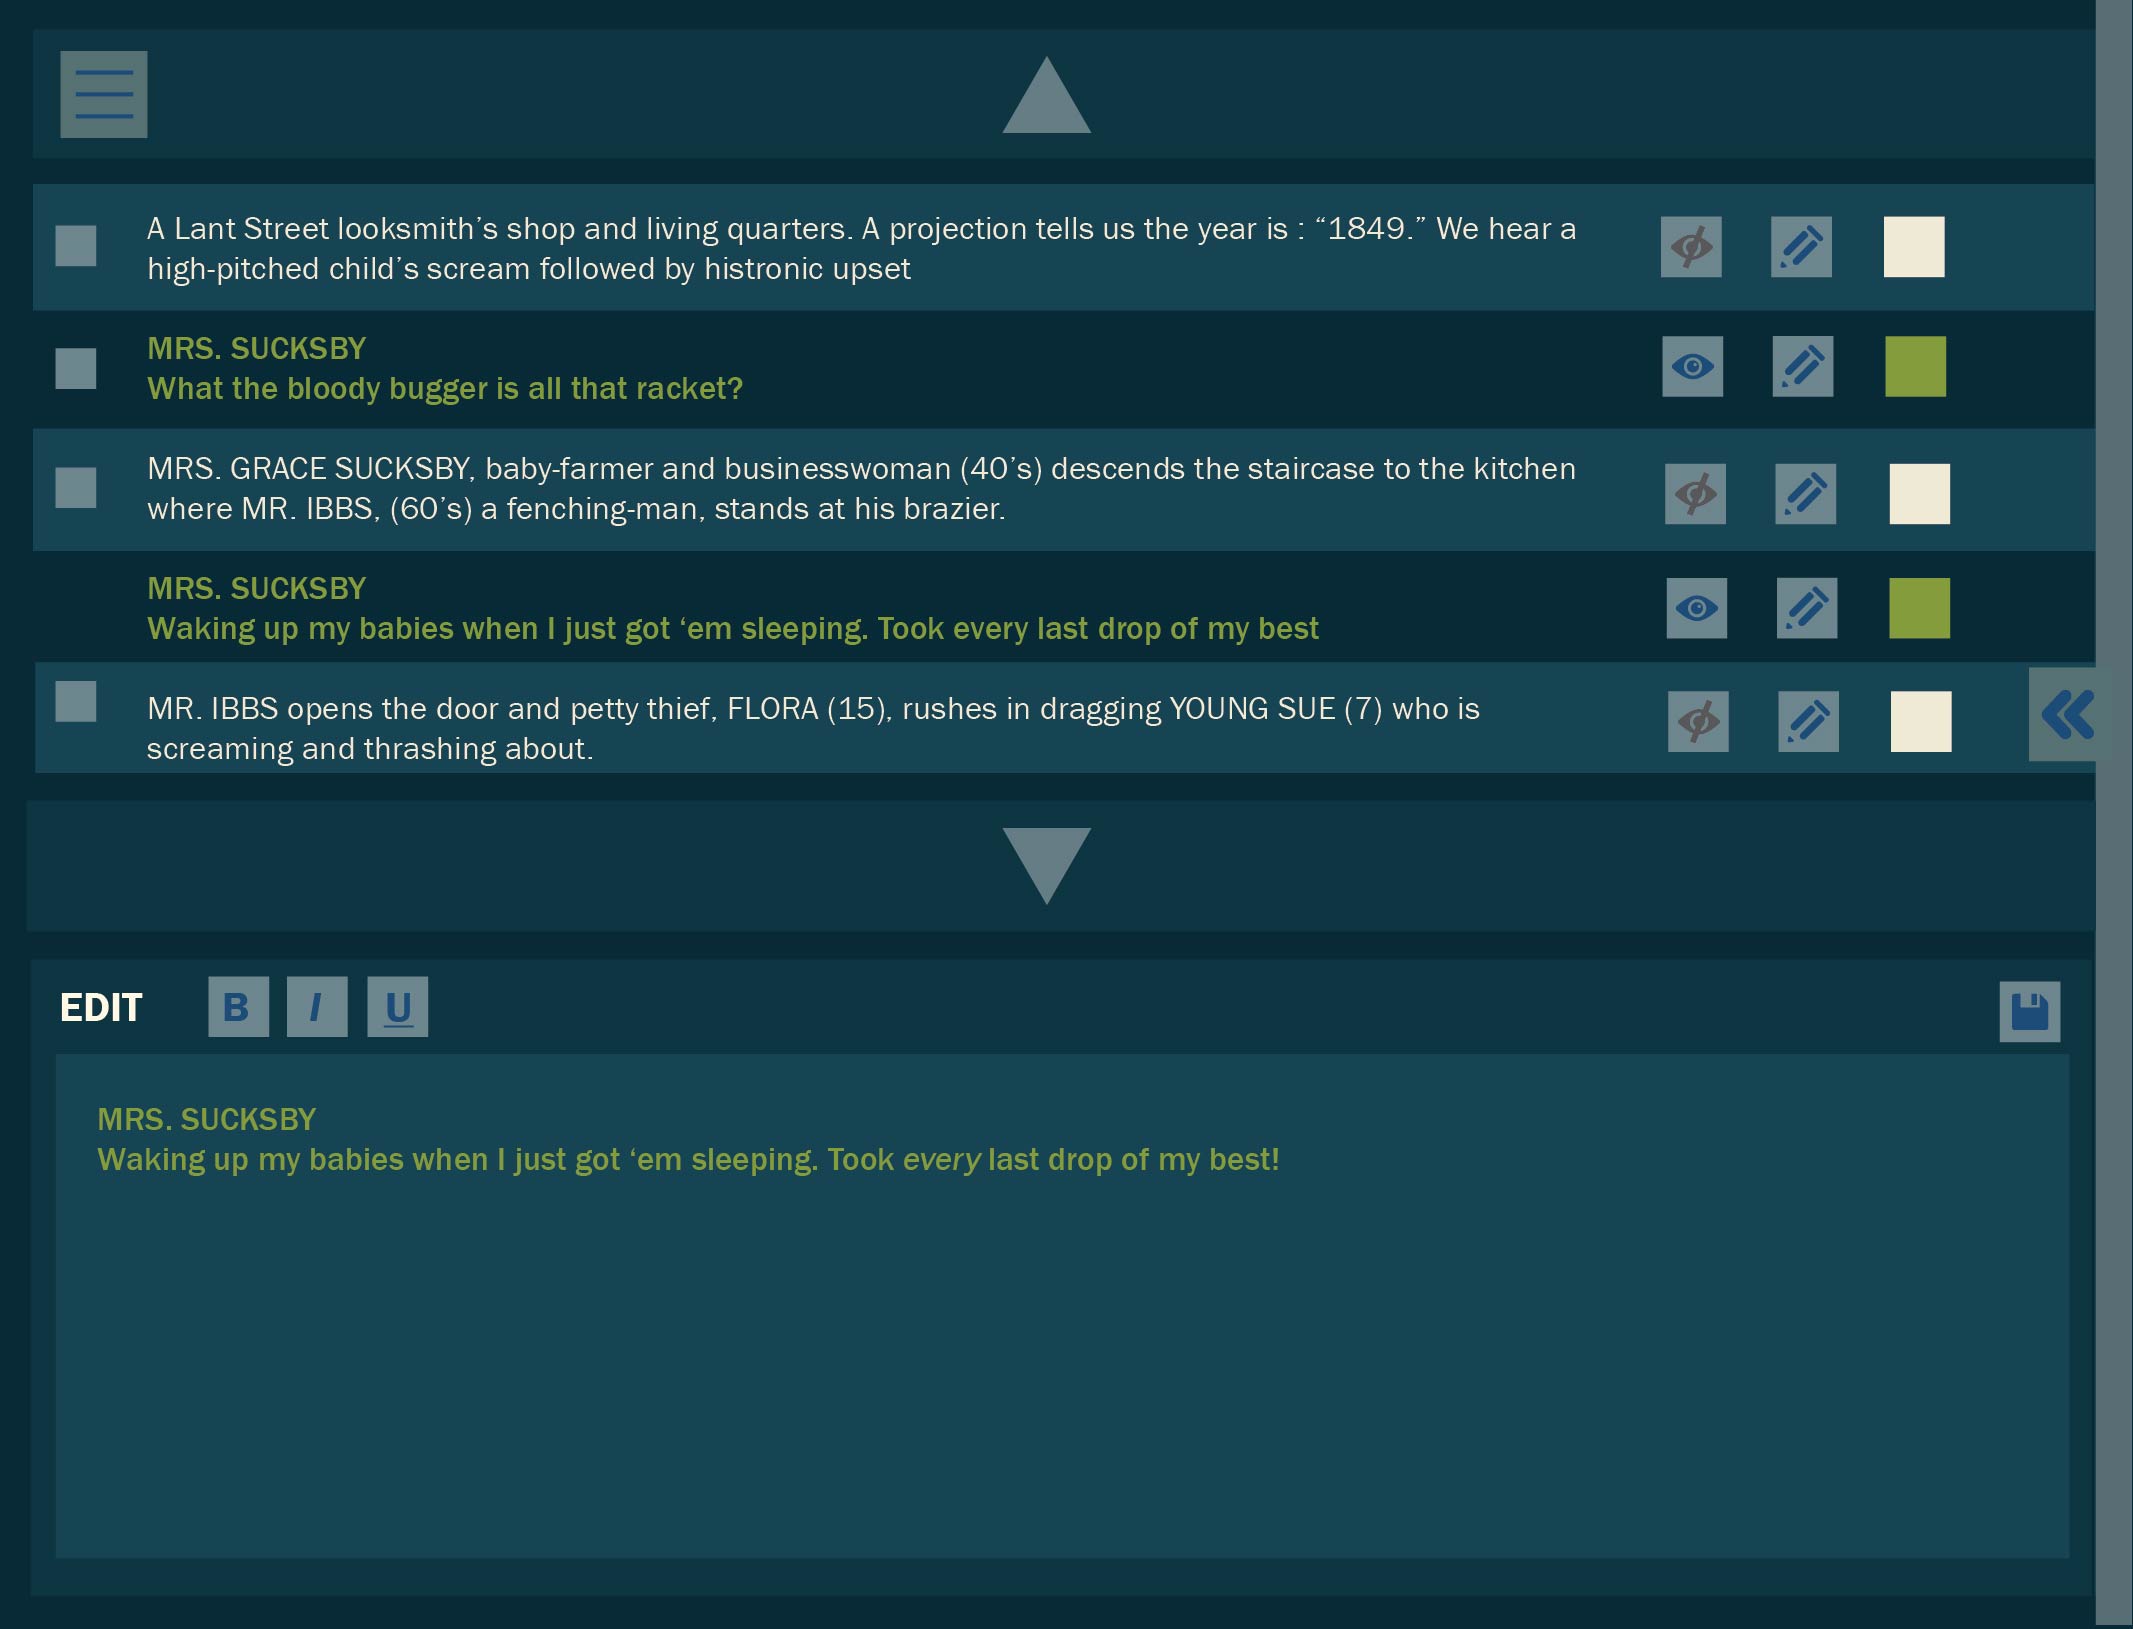 A Lant Street looksmith’s shop and living quarters. A projection tells us the year is : “1849.” We hear a
high-pitched child’s scream followed by histronic upset
MRS. SUCKSBY
What the bloody bugger is all that racket?
MRS. GRACE SUCKSBY, baby-farmer and businesswoman (40’s) descends the staircase to the kitchen
where MR. IBBS, (60’s) a fenching-man, stands at his brazier.
MRS. SUCKSBY
Waking up my babies when I just got ‘em sleeping. Took every last drop of my best
MR. IBBS opens the door and petty thief, FLORA (15), rushes in dragging YOUNG SUE (7) who is
screaming and thrashing about.
EDIT B I U
MRS. SUCKSBY
Waking up my babies when I just got ‘em sleeping. Took every last drop of my best!